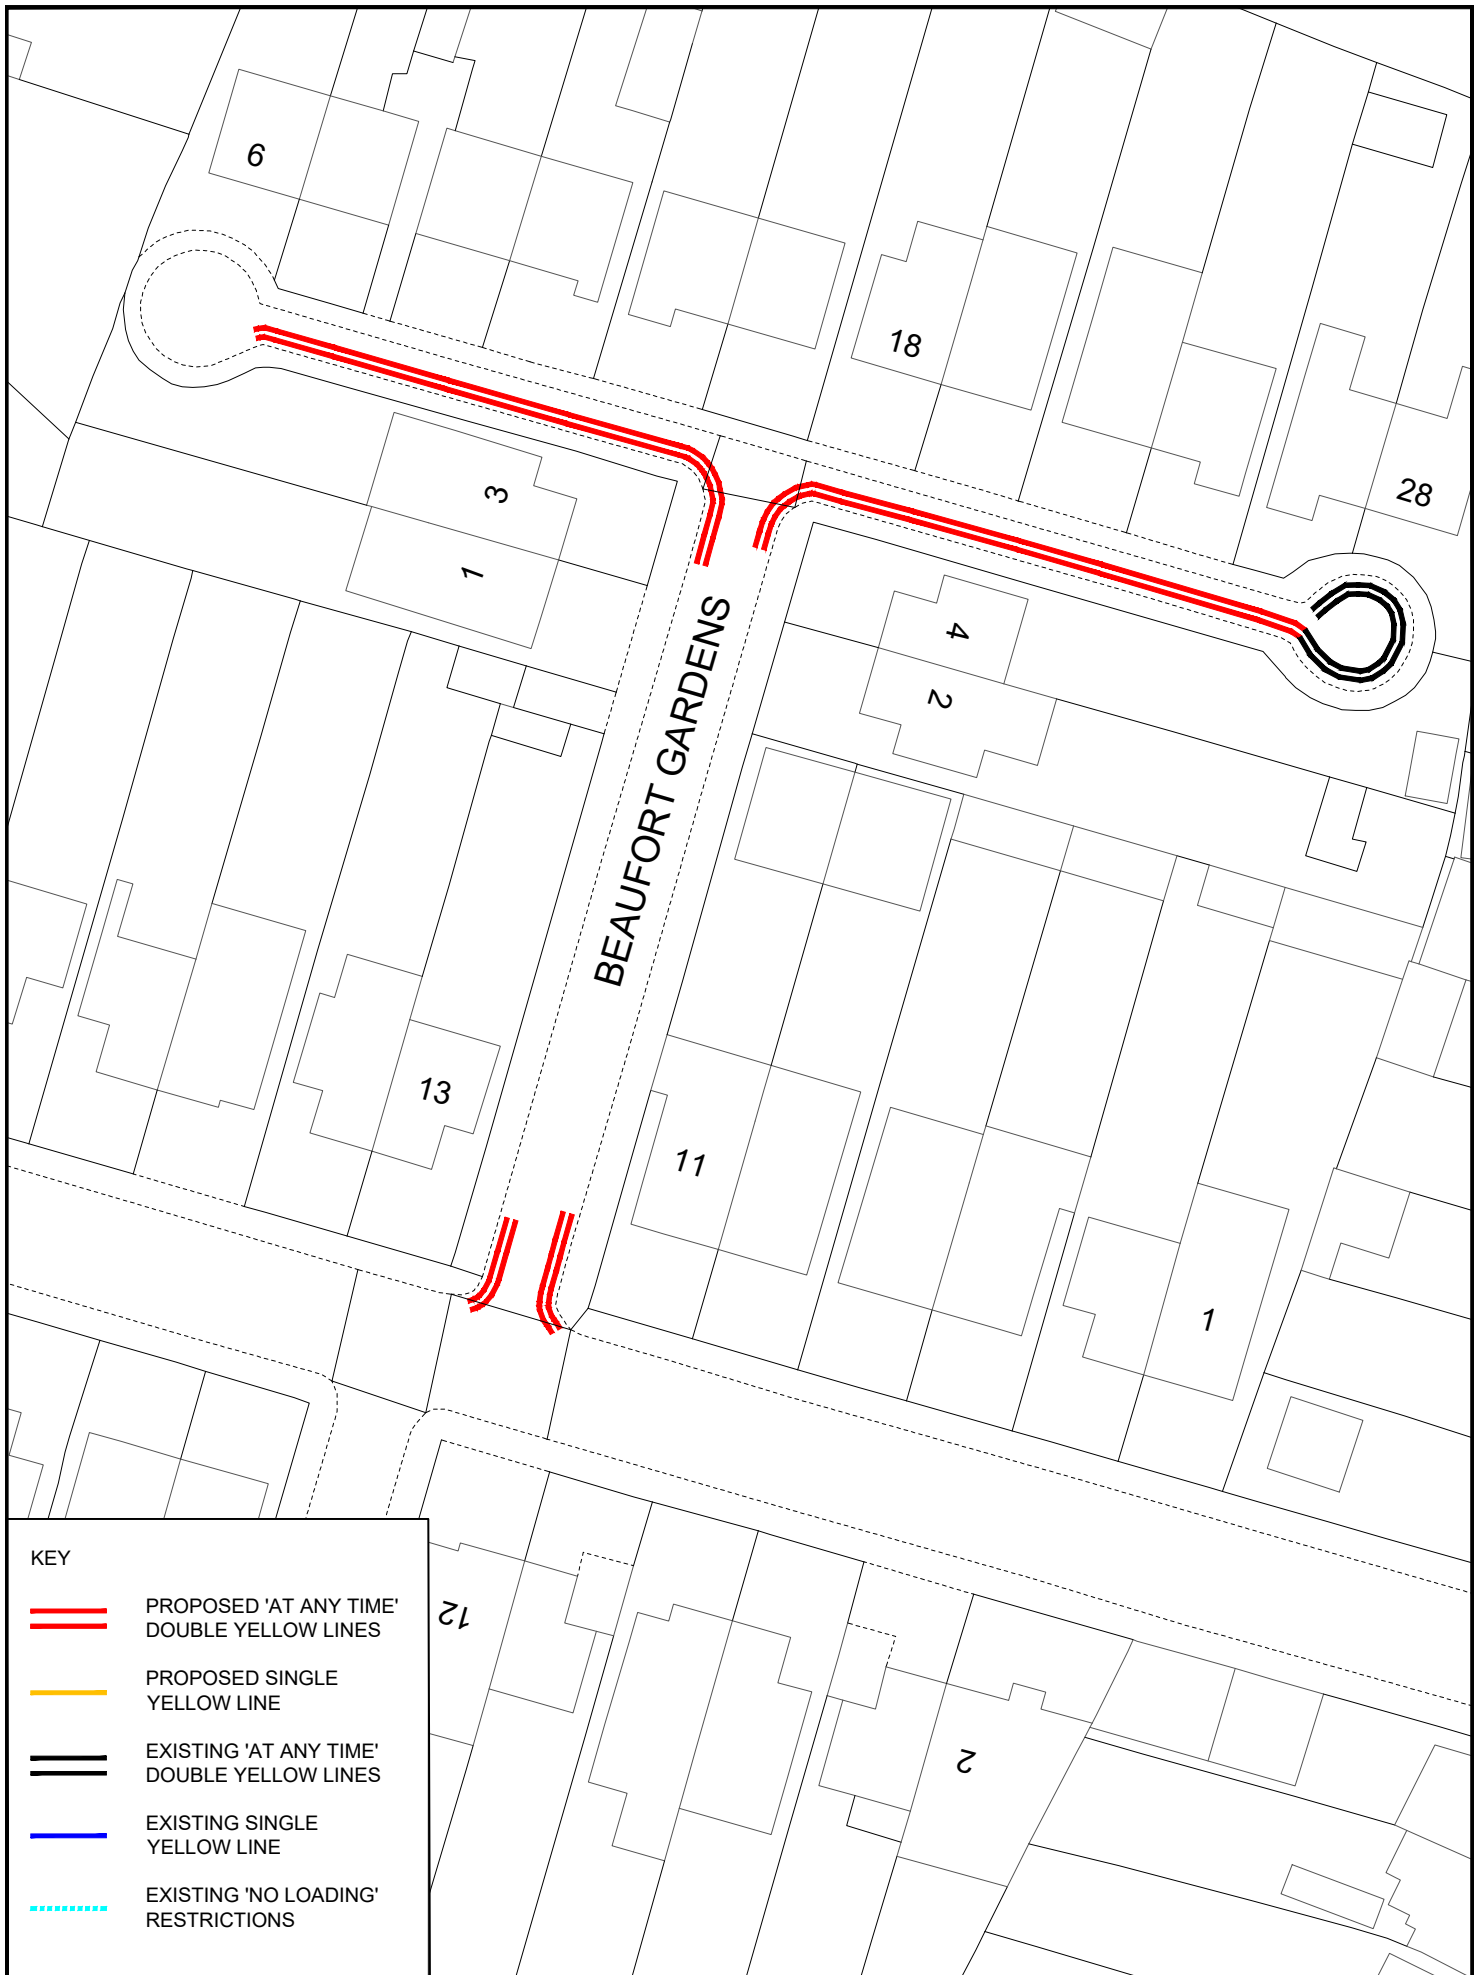 6
18
28
3
1
4
2
BEAUFORT GARDENS
13
11
1
12
2
KEY
PROPOSED 'AT ANY TIME'
DOUBLE YELLOW LINES
PROPOSED SINGLE
YELLOW LINE
EXISTING 'AT ANY TIME'
DOUBLE YELLOW LINES
EXISTING SINGLE
YELLOW LINE
EXISTING 'NO LOADING'
RESTRICTIONS